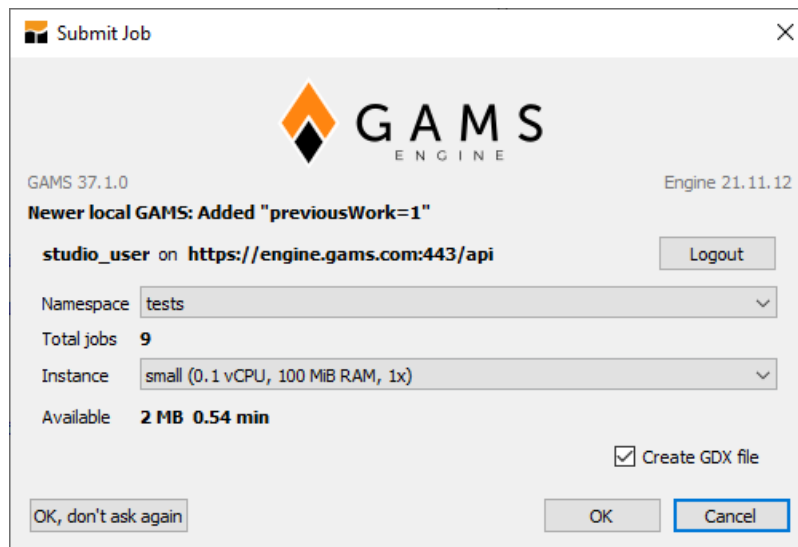 Submit Job
GAMS
ENGINE
GAMS 37.1.0 Engine 21.11.12
Newer local GAMS: Added "previousWork=1"
studio_user on https://engine.gams.com:443/api Logout
Namespace tests
Total jobs 9
Instance small (0.1 vCPU, 100 MiB RAM, 1x)
Available 2 MB 0.54 min
Create GDX file
OK, don't ask again OK Cancel